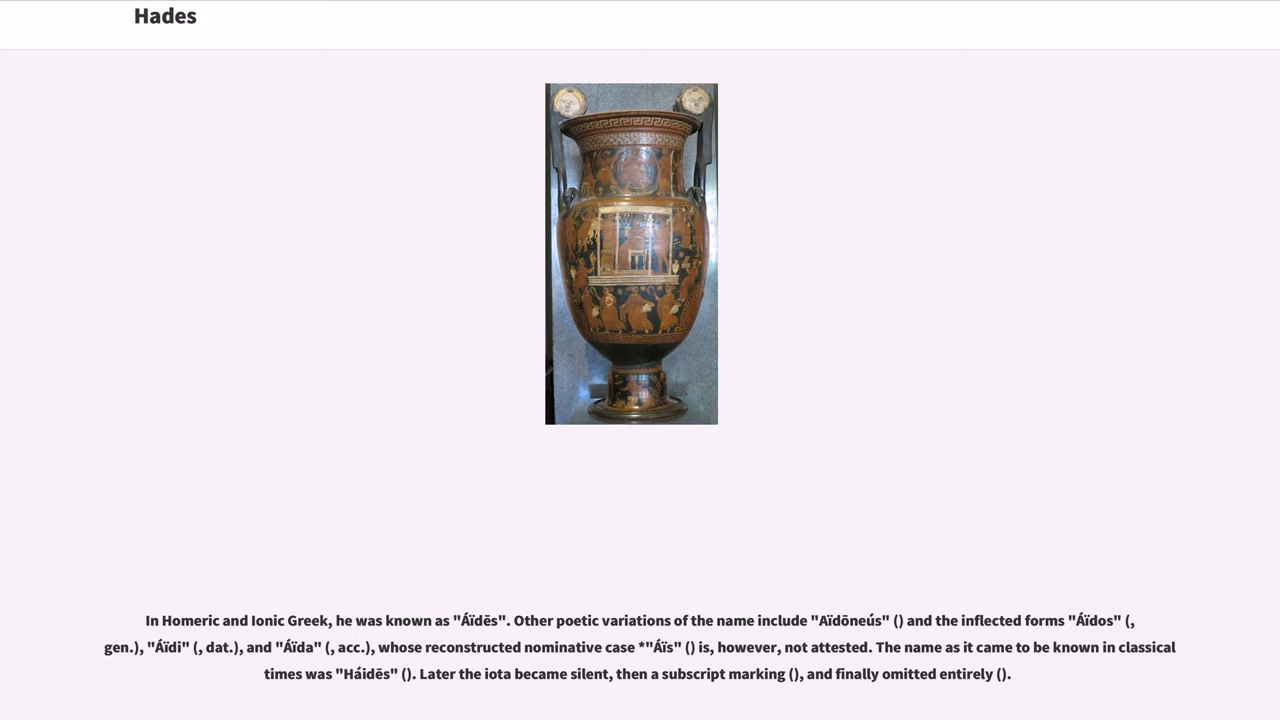 Hades
In Homeric and Ionic Greek, he was known as "Áïdēs". Other poetic variations of the name include "Aïdōneús" () and the inflected forms "Áïdos" (,
gen.), "Áïdi" (, dat.), and "Áïda" (, acc.), whose reconstructed nominative case *"Áïs" () is, however, not attested. The name as it came to be known in classical
times was "Háidēs" (). Later the iota became silent, then a subscript marking (), and finally omitted entirely ().